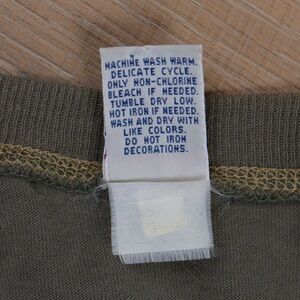 MACHINE WASH WARM.
DELICATE CYCLE.
ONLY NON-CHLORINE
BLEACH IF NEEDED.
TUMBLE DRY LOW.
HOT IRON IF NEEDED.
WASH AND DRY WITH
LIKE COLORS.
DO NOT IRON
DECORATIONS.